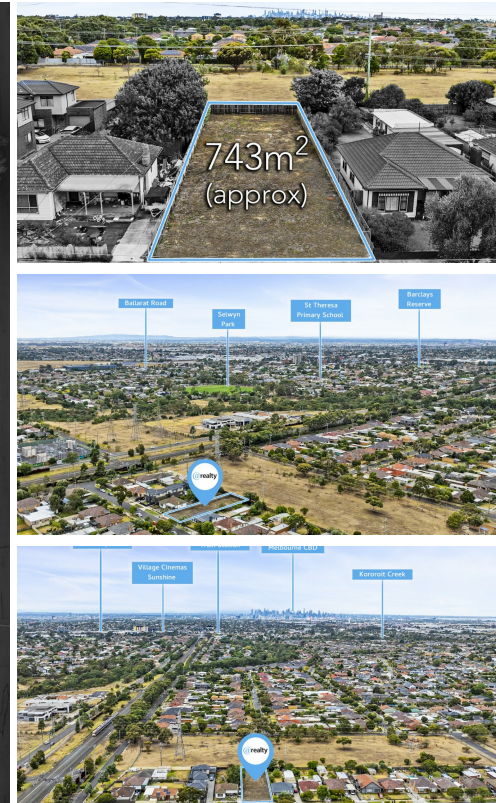 743m²
(approx)
Ballarat Road
Selwyn
Park
St Theresa
Primary School
Barclays
Reserve
@realty
Melbourne CBD
Village Cinemas
Sunshine
Kororoit Creek
@realty